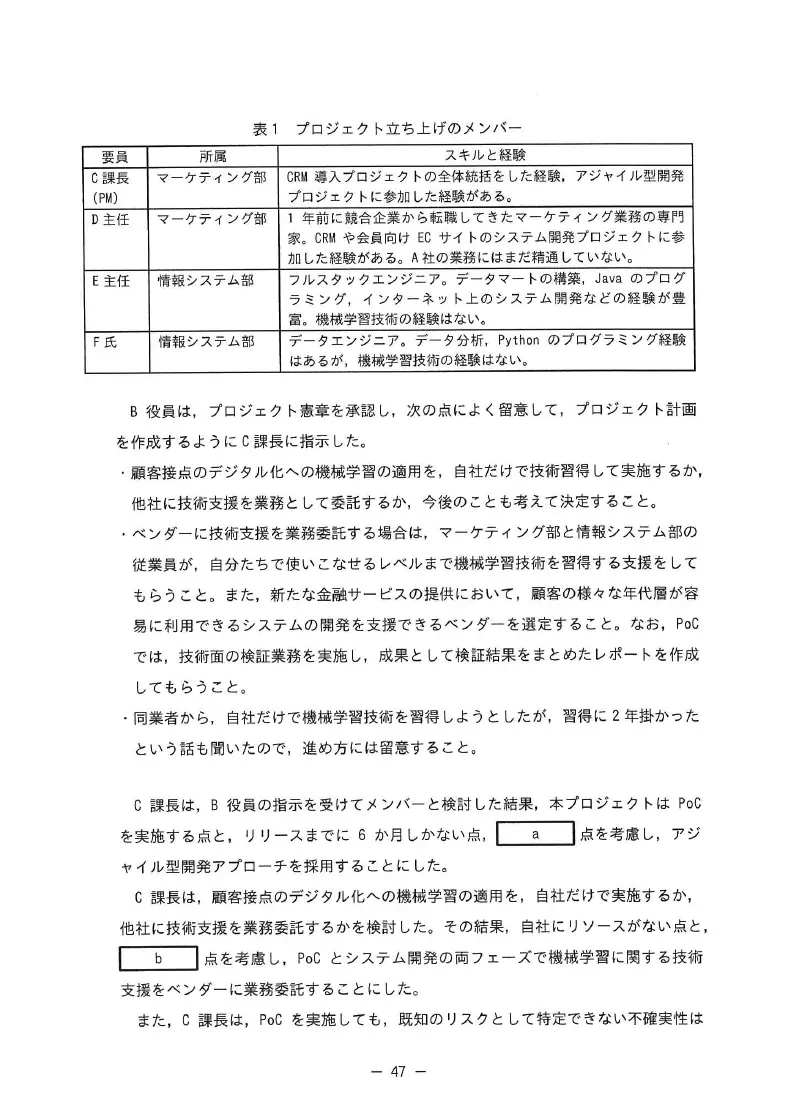 表1　プロジェクト立ち上げのメンバー
要員 所属 スキルと経験
C課長 マーケティング部 CRM 導入プロジェクトの全体統括をした経験，アジャイル型開発
(PM) プロジェクトに参加した経験がある。
D主任 マーケティング部 1 年前に競合企業から転職してきたマーケティング業務の専門
家。CRM や会員向け EC サイトのシステム開発プロジェクトに参
加した経験がある。A社の業務にはまだ精通していない。
E主任 情報システム部 フルスタックエンジニア。データマートの構築，Java のプログ
ラミング，インターネット上のシステム開発などの経験が豊
富。機械学習技術の経験はない。
F氏 情報システム部 データエンジニア。データ分析，Python のプログラミング経験
はあるが，機械学習技術の経験はない。
B 役員は，プロジェクト憲章を承認し，次の点によく留意して，プロジェクト計画
を作成するようにC課長に指示した。
・顧客接点のデジタル化への機械学習の適用を，自社だけで技術習得して実施するか，
他社に技術支援を業務として委託するか，今後のことも考えて決定すること。
・ベンダーに技術支援を業務委託する場合は，マーケティング部と情報システム部の
従業員が，自分たちで使いこなせるレベルまで機械学習技術を習得する支援をして
もらうこと。また，新たな金融サービスの提供において，顧客の様々な年代層が容
易に利用できるシステムの開発を支援できるベンダーを選定すること。なお，PoC
では，技術面の検証業務を実施し，成果として検証結果をまとめたレポートを作成
してもらうこと。
・同業者から，自社だけで機械学習技術を習得しようとしたが，習得に2年掛かった
という話も聞いたので，進め方には留意すること。
C 課長は，B 役員の指示を受けてメンバーと検討した結果，本プロジェクトは PoC
を実施する点と，リリースまでに 6 か月しかない点， a 点を考慮し，アジ
ャイル型開発アプローチを採用することにした。
C 課長は，顧客接点のデジタル化への機械学習の適用を，自社だけで実施するか，
他社に技術支援を業務委託するかを検討した。その結果，自社にリソースがない点と，
b 点を考慮し，PoC とシステム開発の両フェーズで機械学習に関する技術
支援をベンダーに業務委託することにした。
また，C 課長は，PoC を実施しても，既知のリスクとして特定できない不確実性は
－ 47 －